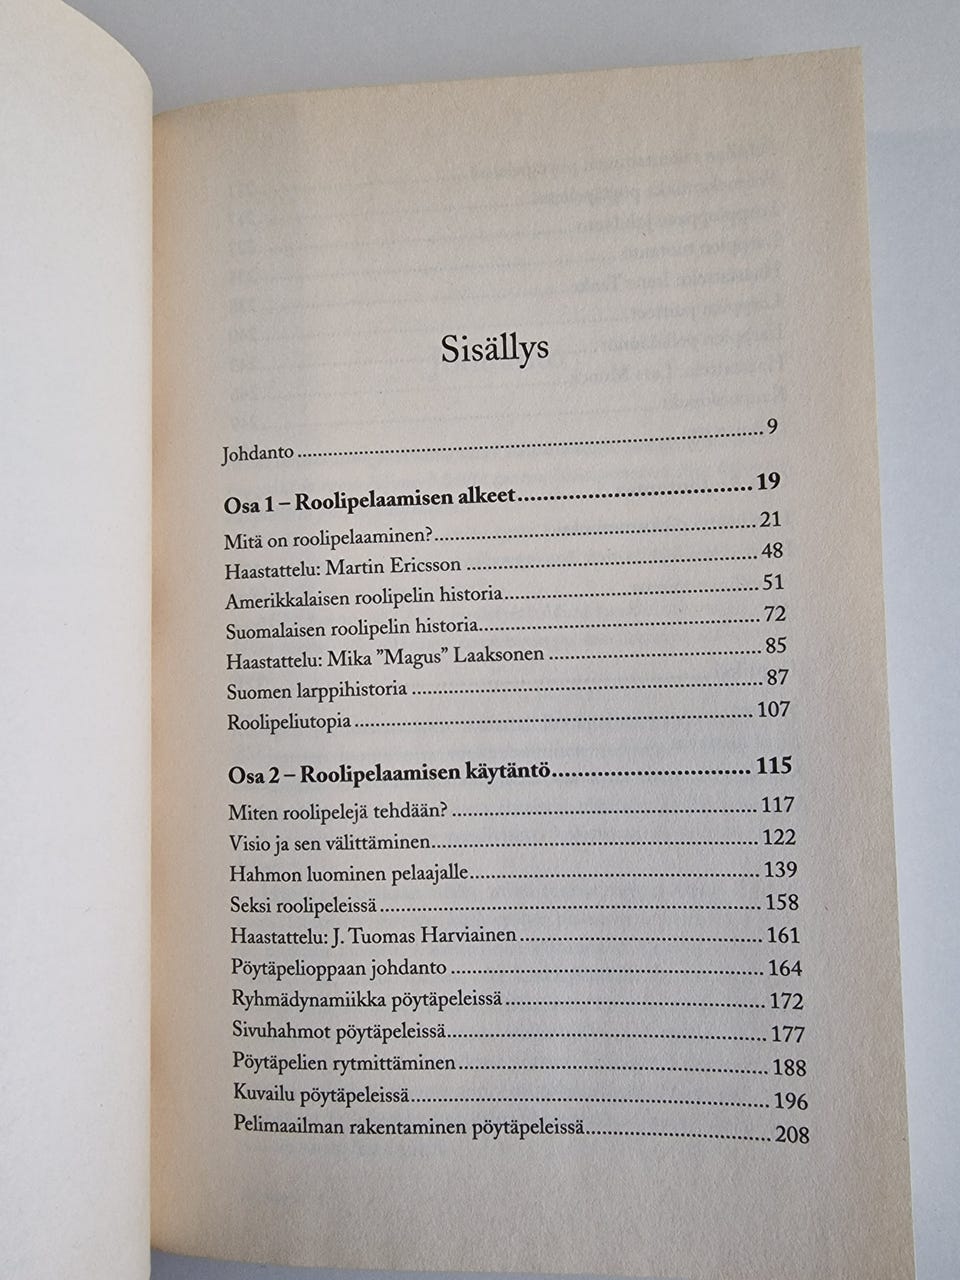 Sisällys
Johdanto 9
Osa 1 – Roolipelaamisen alkeet 19
Mitä on roolipelaaminen? 21
Haastattelu: Martin Ericsson 48
Amerikkalaisen roolipelin historia 51
Suomalaisen roolipelin historia 72
Haastattelu: Mika ”Magus” Laaksonen 85
Suomen larppihistoria 87
Roolipeliutopia 107
Osa 2 – Roolipelaamisen käytäntö 115
Miten roolipelejä tehdään? 117
Visio ja sen välittäminen 122
Hahmon luominen pelaajalle 139
Seksi roolipeleissä 158
Haastattelu: J. Tuomas Harviainen 161
Pöytäpelioppaan johdanto 164
Ryhmädynamiikka pöytäpeleissä 172
Sivuhahmot pöytäpeleissä 177
Pöytäpelien rytmittäminen 188
Kuvailu pöytäpeleissä 196
Pelimaailman rakentaminen pöytäpeleissä 208